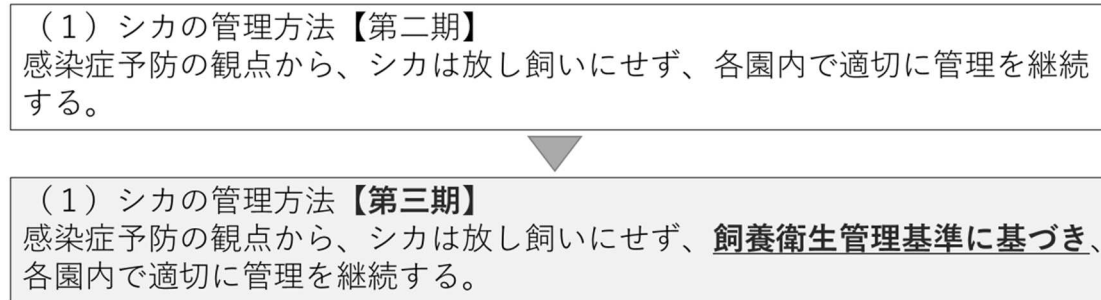 （１）シカの管理方法【第二期】
感染症予防の観点から、シカは放し飼いにせず、各園内で適切に管理を継続
する。
（１）シカの管理方法【第三期】
感染症予防の観点から、シカは放し飼いにせず、飼養衛生管理基準に基づき、
各園内で適切に管理を継続する。